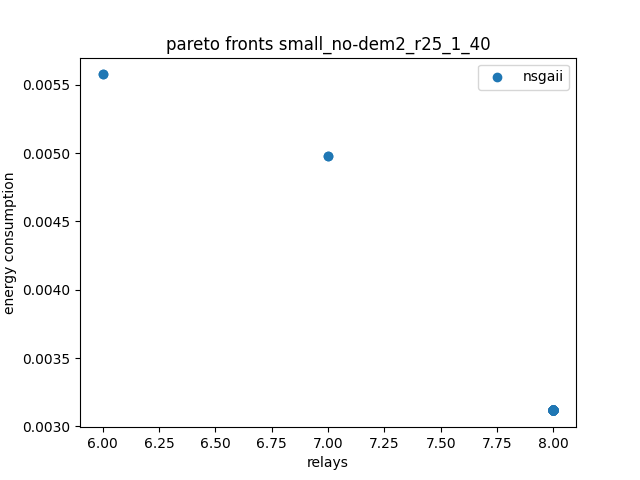 pareto fronts small_no-dem2_r25_1_40
nsgaii
0.0055
0.0050
0.0045
0.0040
0.0035
0.0030
energy consumption
6.00 6.25 6.50 6.75 7.00 7.25 7.50 7.75 8.00
relays